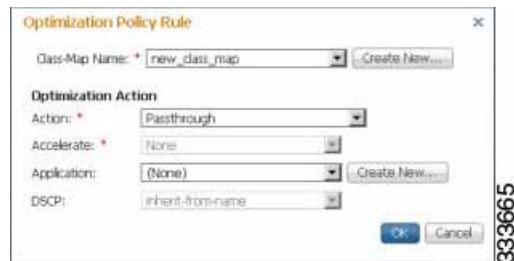 Optimization Policy Rule
Class-Map Name: * new_class_map Create New...
Optimization Action
Action: * Passthrough
Accelerate: * None
Application: (None) Create New...
DSCP: inherit-from-name
OK Cancel
333665